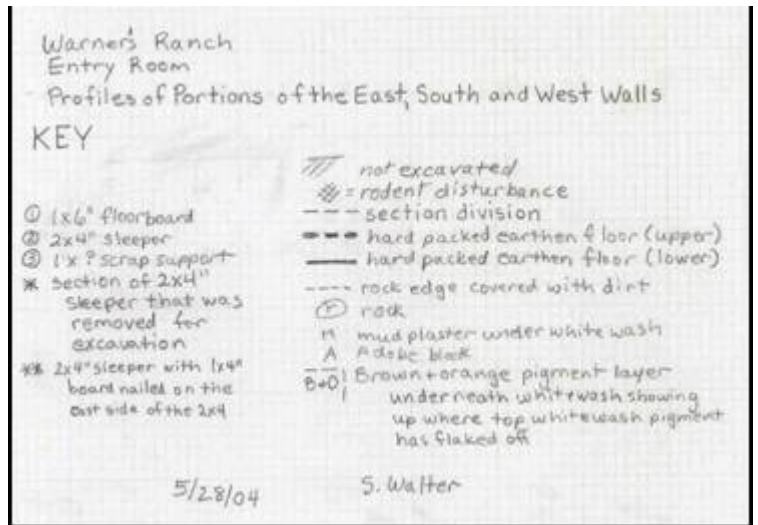 Warner's Ranch
Entry Room
Profiles of Portions of the East, South and West Walls
KEY
① 1x6" floorboard
② 2x4" sleeper
③ 1x? scrap support
* section of 2x4"
sleeper that was
removed for
excavation
** 2x4" sleeper with 1x4"
board nailed on the
east side of the 2x4
not excavated
= rodent disturbance
section division
hard packed earthen floor (upper)
hard packed earthen floor (lower)
rock edge covered with dirt
r rock
M mud plaster under white wash
A Adobe block
B+O Brown+orange pigment layer
underneath whitewash showing
up where top whitewash pigment
has flaked off
5/28/04
S. Walter